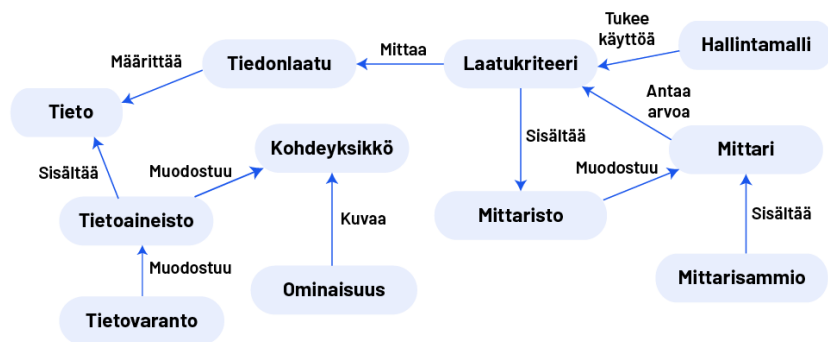 Tukee
käyttöä
Hallintamalli
Mittaa
Tiedonlaatu
Laatukriteeri
Määrittää
Antaa
arvoa
Tieto
Sisältää
Kohdeyksikkö
Muodostuu
Mittari
Sisältää
Muodostuu
Tietoaineisto
Mittaristo
Kuvaa
Sisältää
Muodostuu
Ominaisuus
Mittarisammio
Tietovaranto